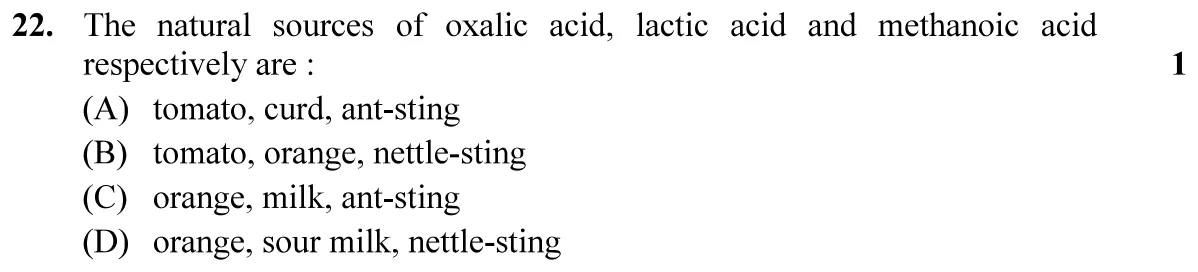 22. The natural sources of oxalic acid, lactic acid and methanoic acid
respectively are : 1
(A) tomato, curd, ant-sting
(B) tomato, orange, nettle-sting
(C) orange, milk, ant-sting
(D) orange, sour milk, nettle-sting